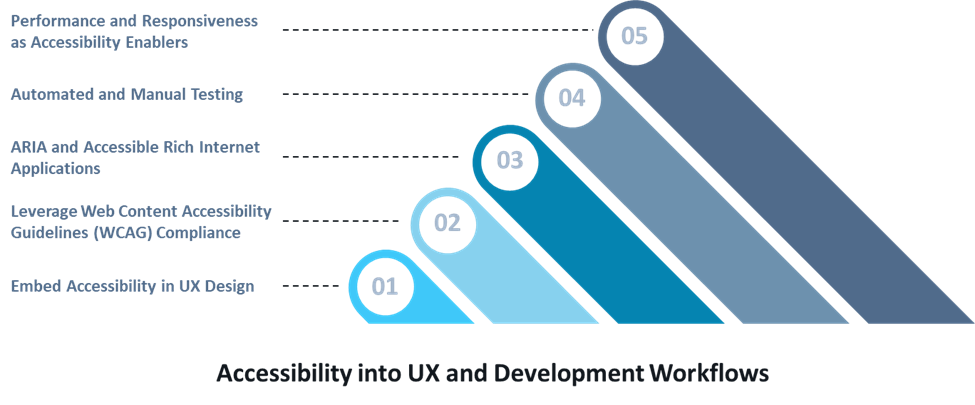 Performance and Responsiveness
as Accessibility Enablers
05
Automated and Manual Testing
04
ARIA and Accessible Rich Internet
Applications
03
Leverage Web Content Accessibility
Guidelines (WCAG) Compliance
02
Embed Accessibility in UX Design
01
Accessibility into UX and Development Workflows